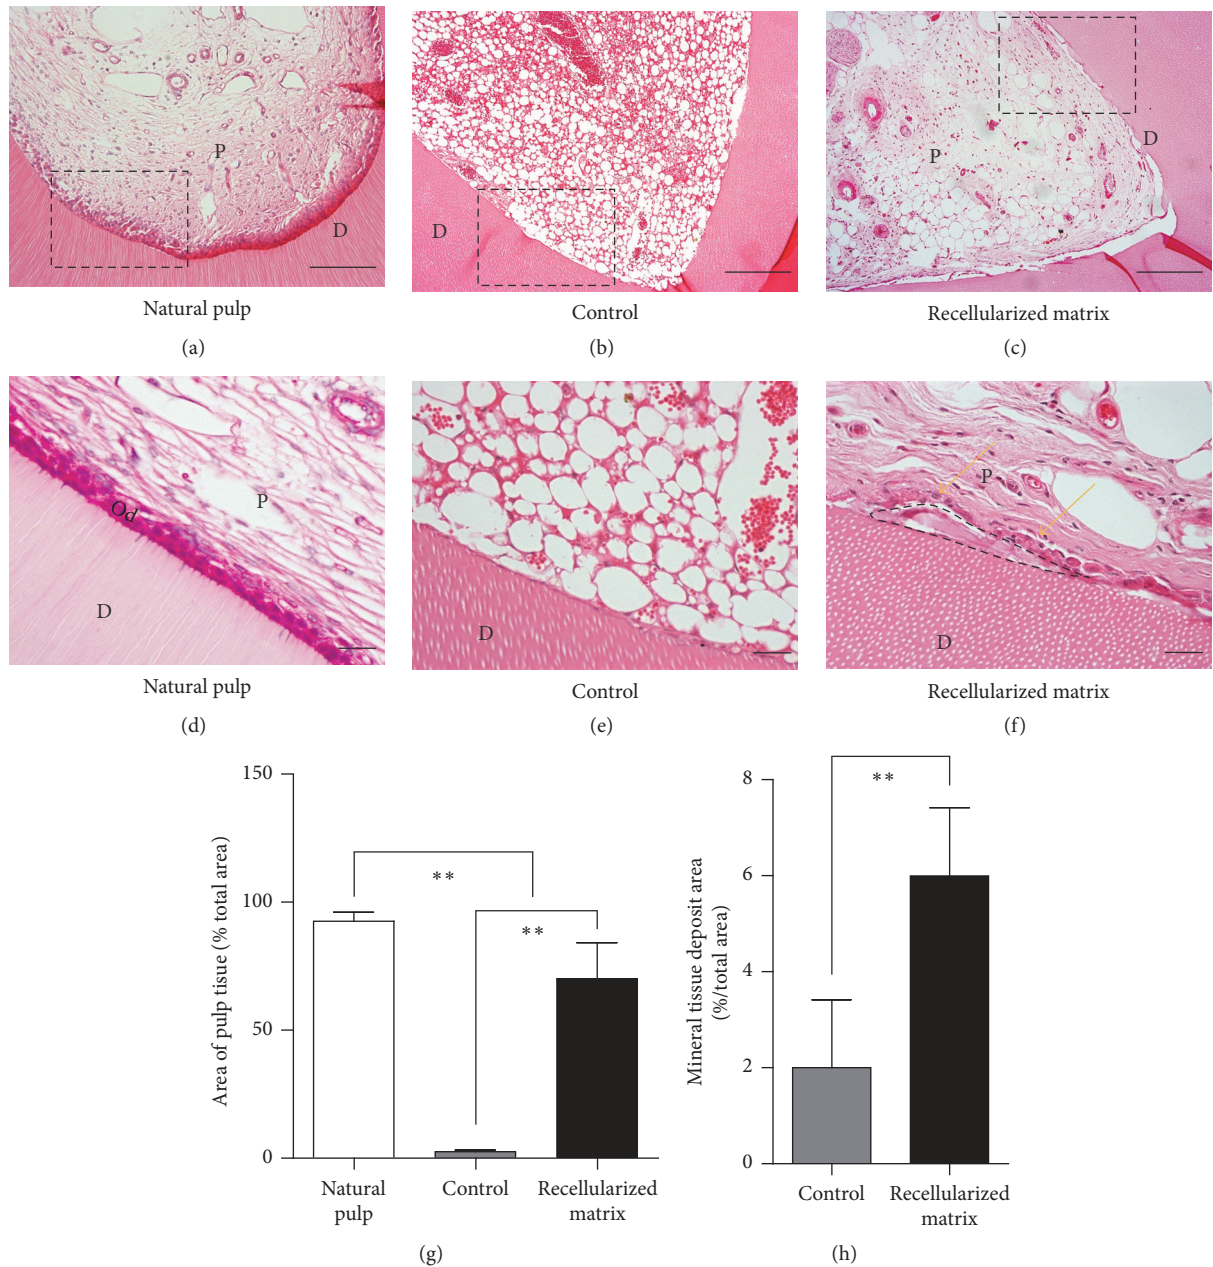 P
D
Natural pulp
(a)
D
Control
(b)
P
D
Recellularized matrix
(c)
P
Od
D
Natural pulp
(d)
D
Control
(e)
P
D
Recellularized matrix
(f)
150
100
50
0
Area of pulp tisue (% total area)
**
**
Natural
pulp
Control
Recellularized
matrix
(g)
8
6
4
2
0
Mineral tissue deposit area
(%/total area)
**
Control
Recellularized
matrix
(h)